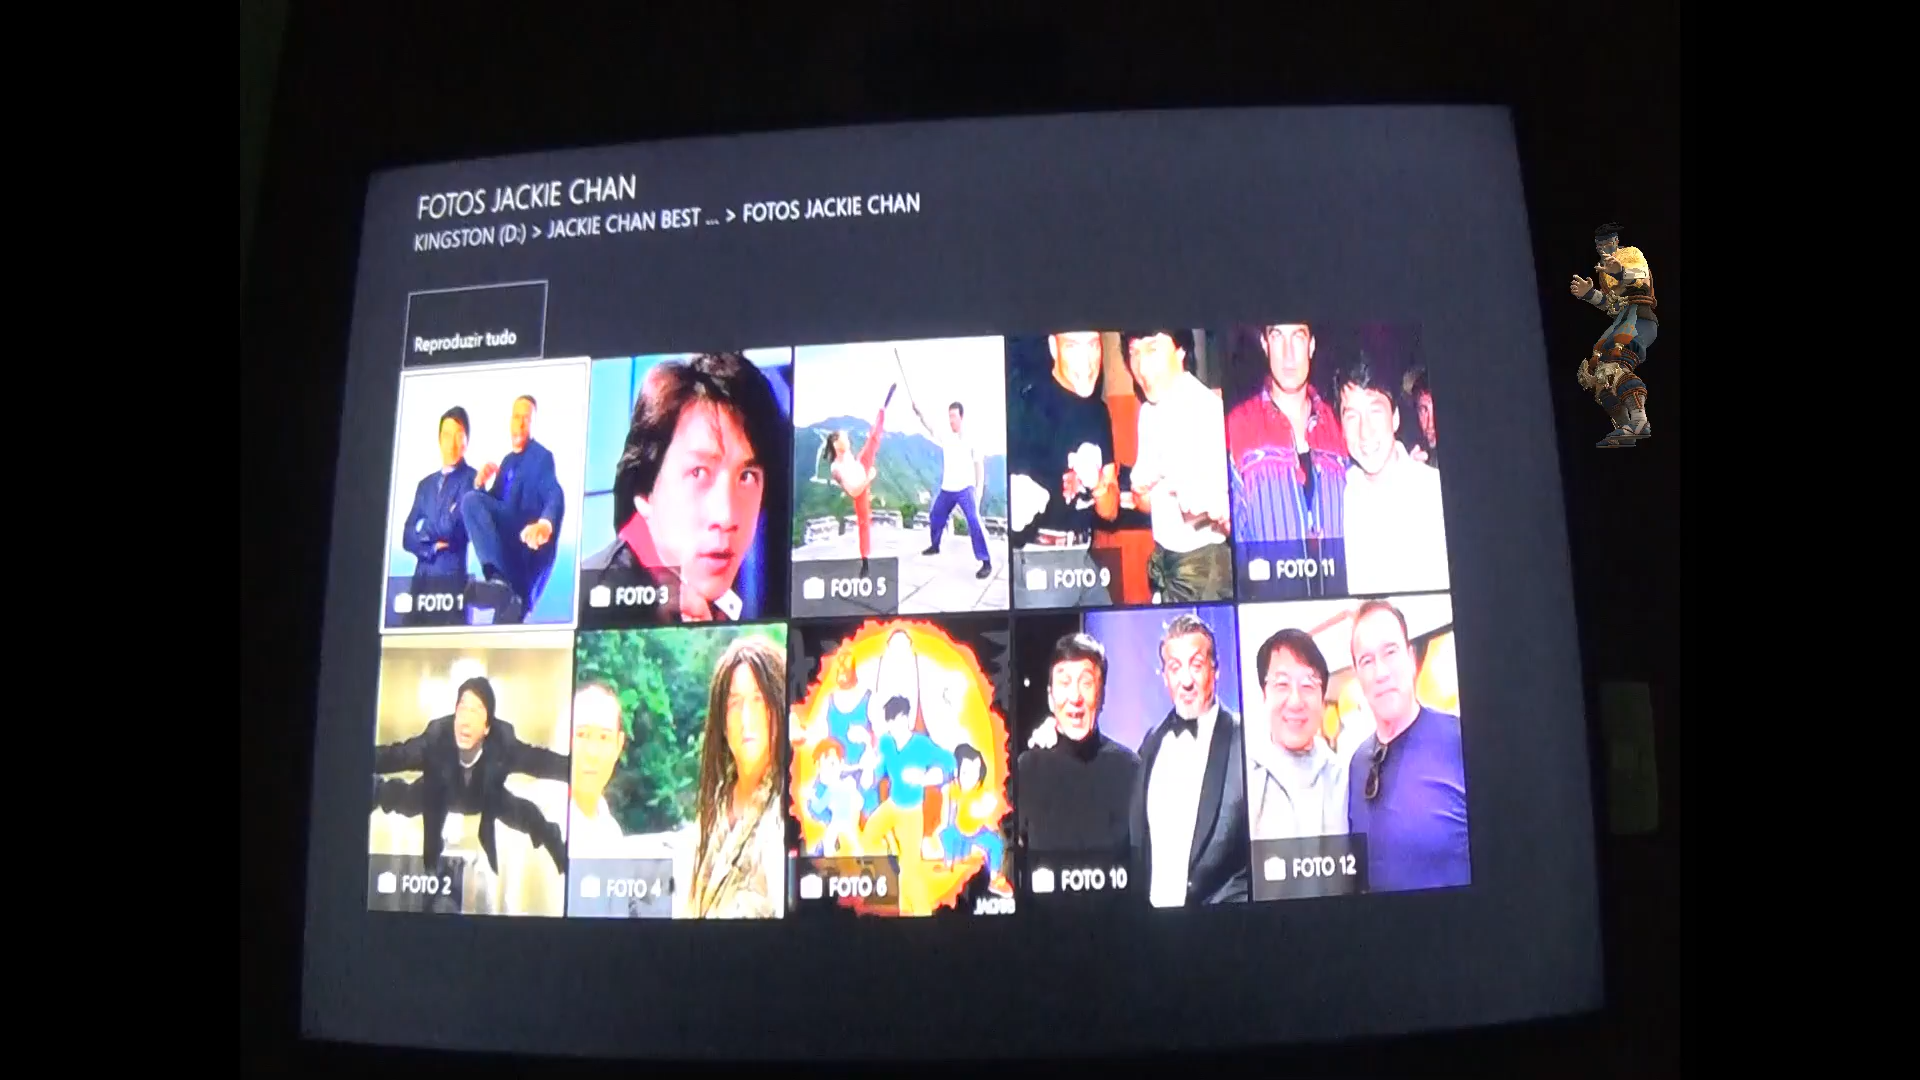 FOTOS JACKIE CHAN
KINGSTON (D:) > JACKIE CHAN BEST ... > FOTOS JACKIE CHAN
Reproduzir tudo
FOTO 1
FOTO 3
FOTO 5
FOTO 9
FOTO 11
FOTO 2
FOTO 4
FOTO 6
FOTO 10
FOTO 12